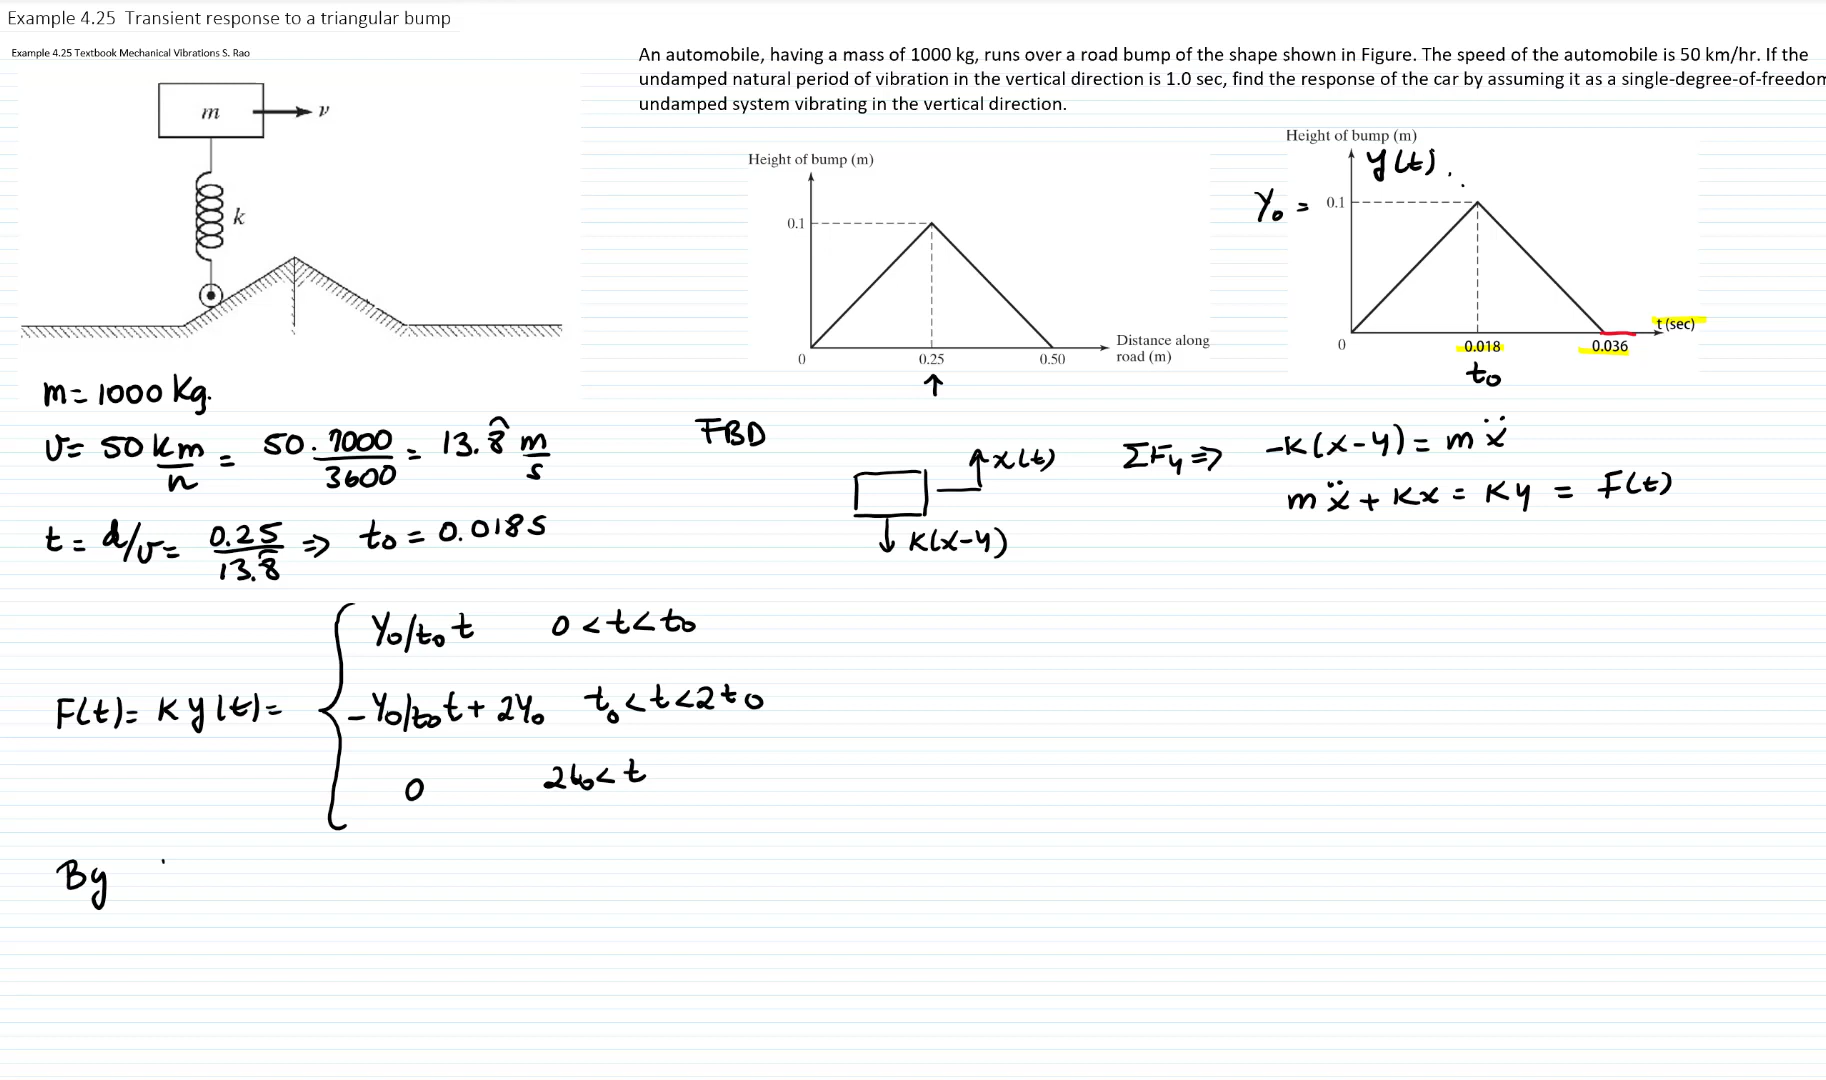 Example 4.25 Transient response to a triangular bump
Example 4.25 Textbook Mechanical Vibrations S. Rao
An automobile, having a mass of 1000 kg, runs over a road bump of the shape shown in Figure. The speed of the automobile is 50 km/hr. If the
undamped natural period of vibration in the vertical direction is 1.0 sec, find the response of the car by assuming it as a single-degree-of-freedom
undamped system vibrating in the vertical direction.
m
v
k
Height of bump (m)
0.1
0
0.25
0.50
Distance along
road (m)
↑
Height of bump (m)
y(t)
Y₀ = 0.1
t (sec)
0
0.018
0.036
t₀
m = 1000 Kg.
v = 50 Km/h = 50 · 1000/3600 = 13.8̂ m/s
t = d/v = 0.25/13.8̂ ⇒ t₀ = 0.018 s
FBD
x(t)
K(x-y)
ΣFy ⇒ -K(x-y) = mẍ
mẍ + Kx = Ky = F(t)
F(t) = K y(t) =
Y₀/t₀ t 0 < t < t₀
-Y₀/t₀ t + 2Y₀ t₀ < t < 2t₀
0 2t₀ < t
By